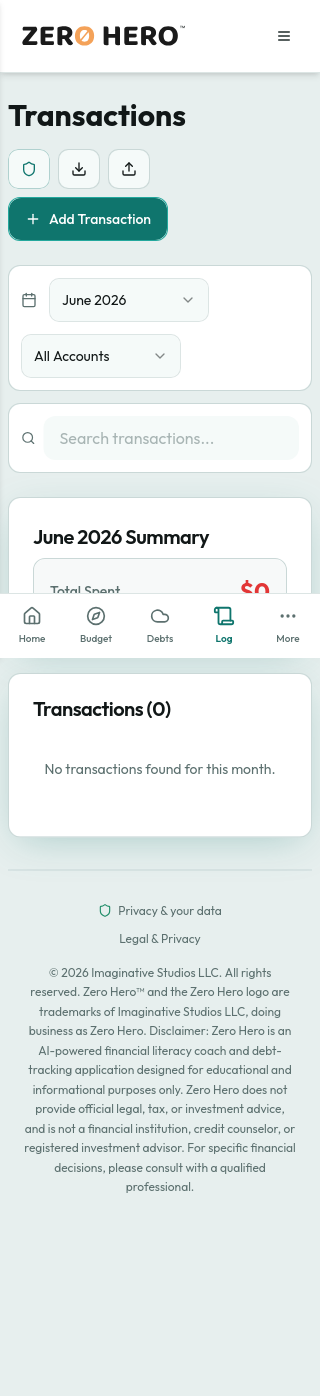 ZERO HERO™
Transactions
Add Transaction
June 2026
All Accounts
Search transactions...
June 2026 Summary
Total Spent
$0
Home
Budget
Debts
Log
More
Transactions (0)
No transactions found for this month.
Privacy & your data
Legal & Privacy
© 2026 Imaginative Studios LLC. All rights
reserved. Zero Hero™ and the Zero Hero logo are
trademarks of Imaginative Studios LLC, doing
business as Zero Hero. Disclaimer: Zero Hero is an
AI-powered financial literacy coach and debt-
tracking application designed for educational and
informational purposes only. Zero Hero does not
provide official legal, tax, or investment advice,
and is not a financial institution, credit counselor, or
registered investment advisor. For specific financial
decisions, please consult with a qualified
professional.